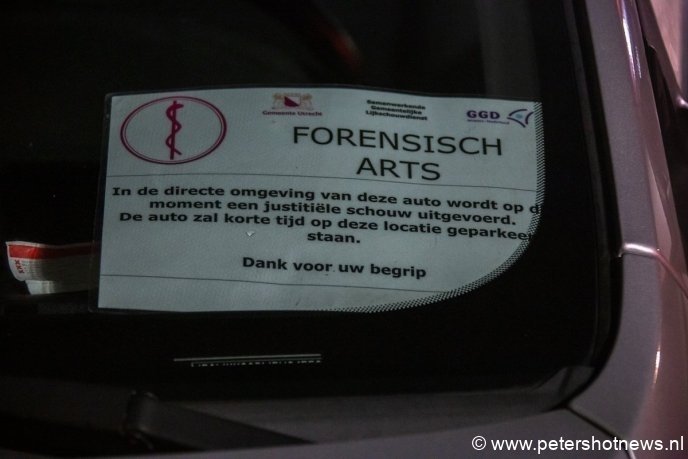 Gemeente Utrecht
Samenwerkende
Gemeentelijke
Lijkschouwdienst
GGD
FORENSISCH
ARTS
In de directe omgeving van deze auto wordt op d
moment een justitiële schouw uitgevoerd.
De auto zal korte tijd op deze locatie geparkee
staan.
Dank voor uw begrip
© www.petershotnews.nl